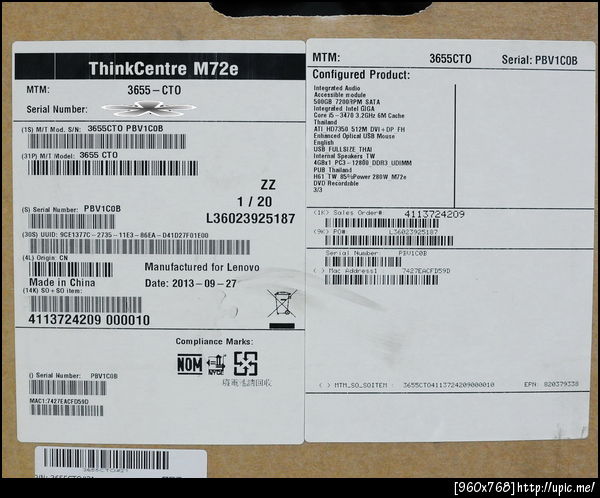 ThinkCentre M72e
MTM: 3655-CTO
Serial Number:
(1S) M/T Mod. S/N: 3655CTO PBV1C0B
(31P) M/T Model: 3655 CTO
ZZ
1 / 20
(S) Serial Number: PBV1C0B
L36023925187
(30S) UUID: 9CE1377C-2735-11E3-86EA-D41D27F01E00
(4L) Origin: CN
Manufactured for Lenovo
Made in China
Date: 2013-09-27
(14K) SO+SO item:
4113724209 000010
Compliance Marks:
NOM
NYCE
積電池請回收
() Serial Number: PBV1C0B
MAC1:7427EACFD59D
MTM: 3655CTO Serial: PBV1C0B
Configured Product:
Integrated Audio
Accessible module
500GB 7200RPM SATA
Integrated Intel GIGA
Core i5-3470 3.2GHz 6M Cache
Thailand
ATI HD7350 512M DVI+DP FH
Enhanced Optical USB Mouse
English
USB FULLSIZE THAI
Internal Speakers TW
4GBx1 PC3-12800 DDR3 UDIMM
PUB Thailand
H61 TW 85%Power 280W M72e
DVD Recordable
3/3
(1K) Sales Order#: 4113724209
(9K) PO#: L36023925187
Serial Number: PBV1C0B
( ) Mac Address1 7427EACFD59D
( ) MTM_SO_SOITEM : 3655CTO4113724209000010 EPN: 820379338
[960x768]http://upic.me/